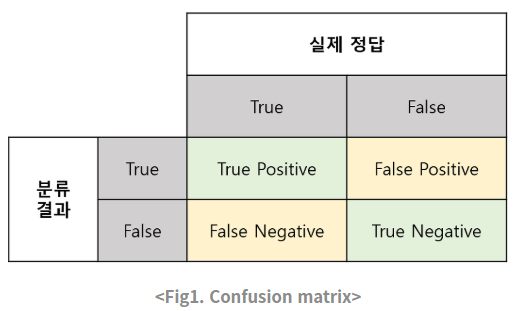 실제 정답
True False
분류
결과
True True Positive False Positive
False False Negative True Negative
<Fig1. Confusion matrix>